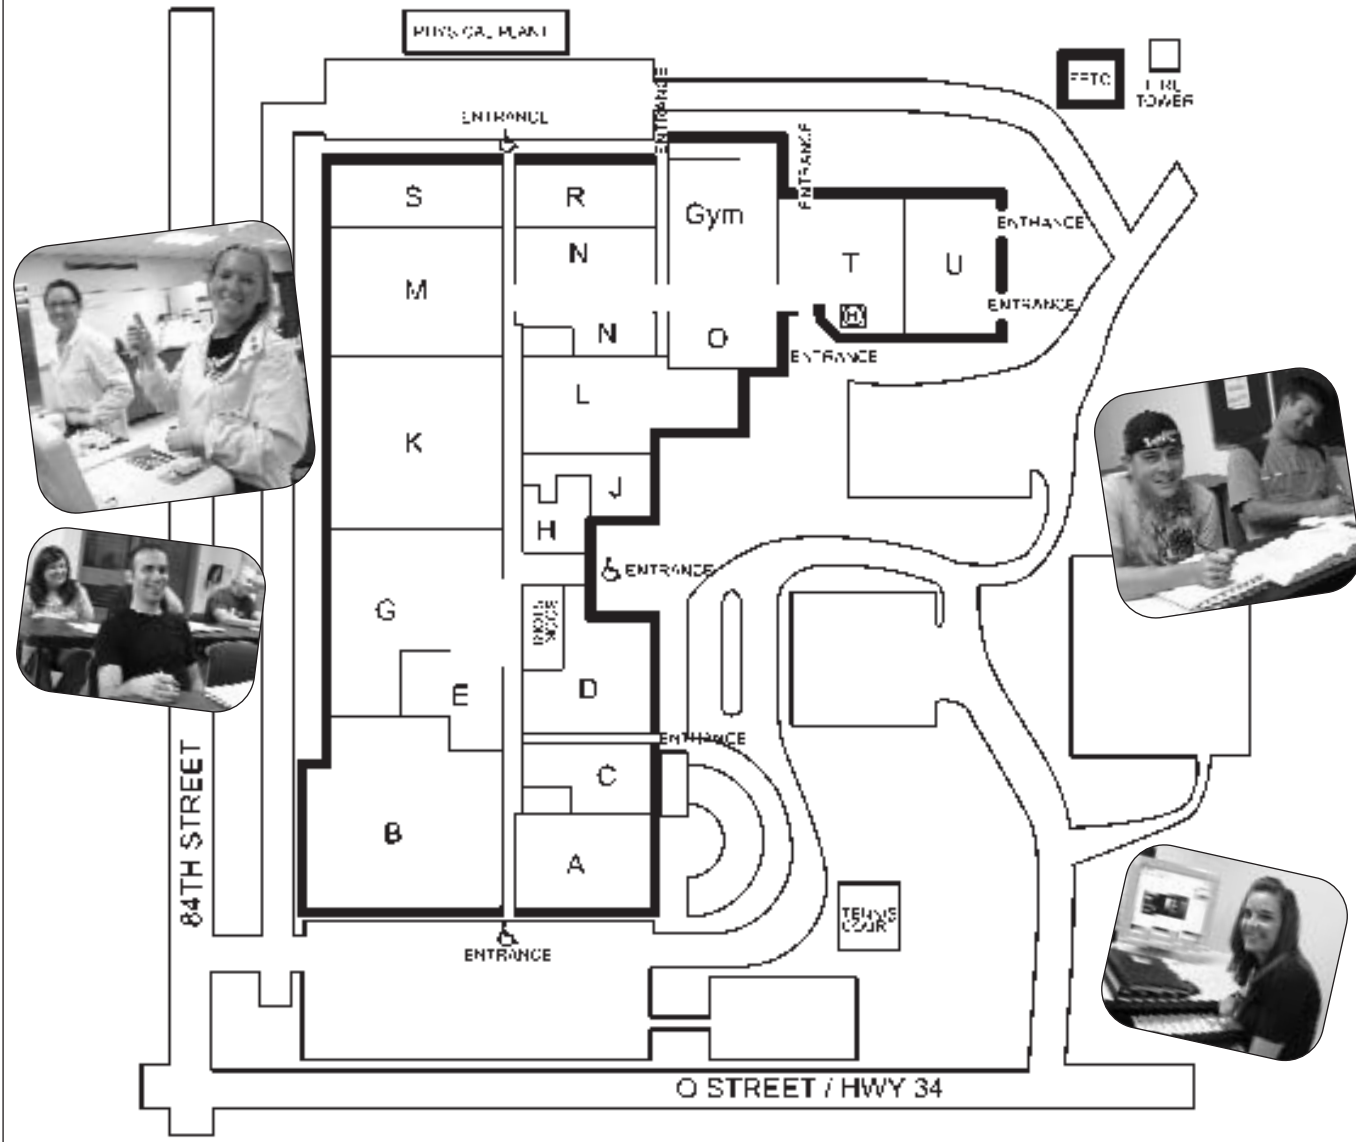 PHYSICAL PLANT
FFTC
FIRE
TOWER
ENTRANCE
ENTRANCE
ENTRANCE
S
R
Gym
ENTRANCE
N
T
U
M
ENTRANCE
N
O
ENTRANCE
L
K
J
H
ENTRANCE
G
D
E
ENTRANCE
C
B
A
84TH STREET
TENNIS
COURT
ENTRANCE
O STREET / HWY 34